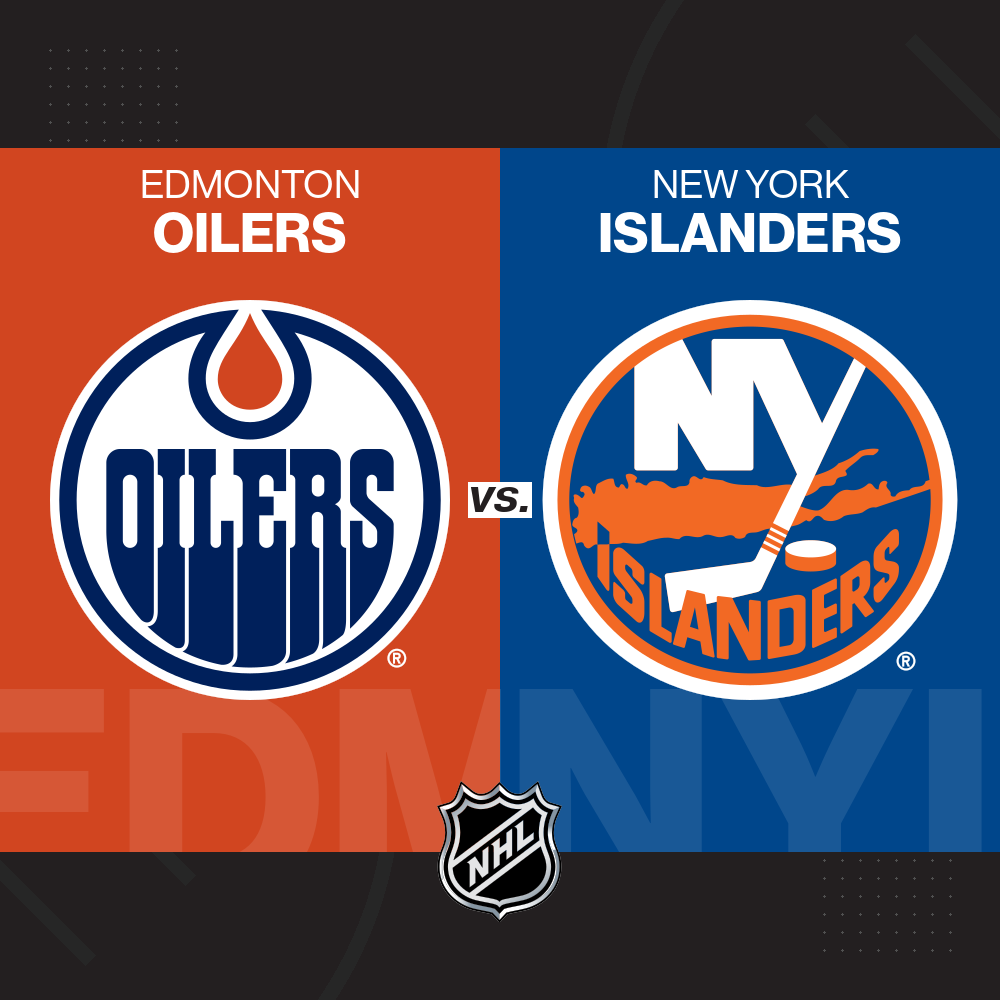 EDMONTON
OILERS
NEW YORK
ISLANDERS
OILERS
®
VS.
NY
ISLANDERS
®
EDM
NYI
NHL